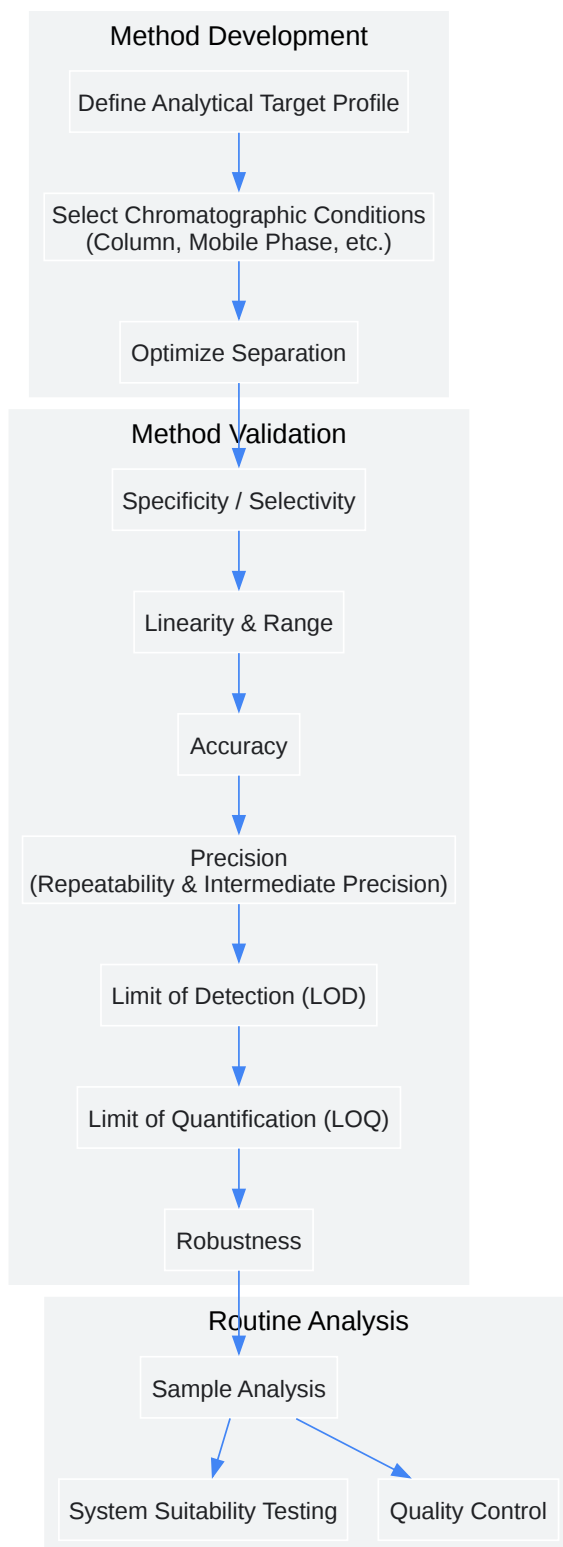 Method Development
Define Analytical Target Profile
Select Chromatographic Conditions
(Column, Mobile Phase, etc.)
Optimize Separation
Method Validation
Specificity / Selectivity
Linearity & Range
Accuracy
Precision
(Repeatability & Intermediate Precision)
Limit of Detection (LOD)
Limit of Quantification (LOQ)
Robustness
Routine Analysis
Sample Analysis
System Suitability Testing
Quality Control